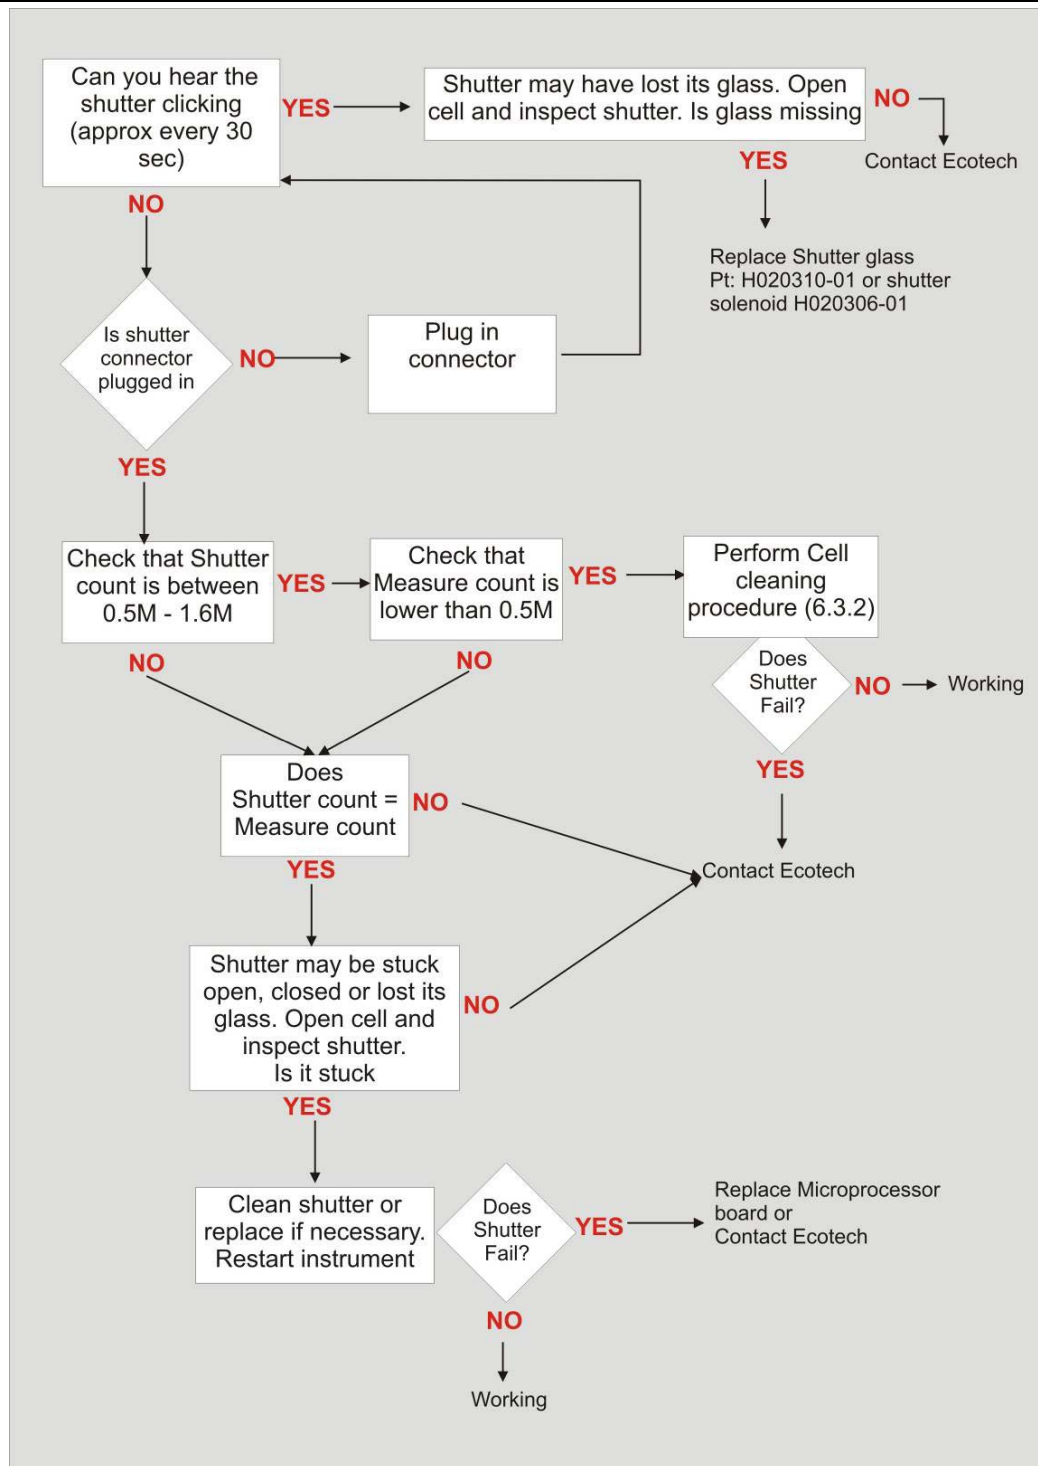 Can you hear the
shutter clicking
(approx every 30
sec)
YES
Shutter may have lost its glass. Open
cell and inspect shutter. Is glass missing
NO
Contact Ecotech
YES
Replace Shutter glass
Pt: H020310-01 or shutter
solenoid H020306-01
NO
Is shutter
connector
plugged in
NO
Plug in
connector
YES
Check that Shutter
count is between
0.5M - 1.6M
YES
Check that
Measure count is
lower than 0.5M
YES
Perform Cell
cleaning
procedure (6.3.2)
Does
Shutter
Fail?
NO
Working
YES
Contact Ecotech
NO
NO
Does
Shutter count =
Measure count
NO
YES
Shutter may be stuck
open, closed or lost its
glass. Open cell and
inspect shutter.
Is it stuck
NO
YES
Clean shutter or
replace if necessary.
Restart instrument
Does
Shutter
Fail?
YES
Replace Microprocessor
board or
Contact Ecotech
NO
Working